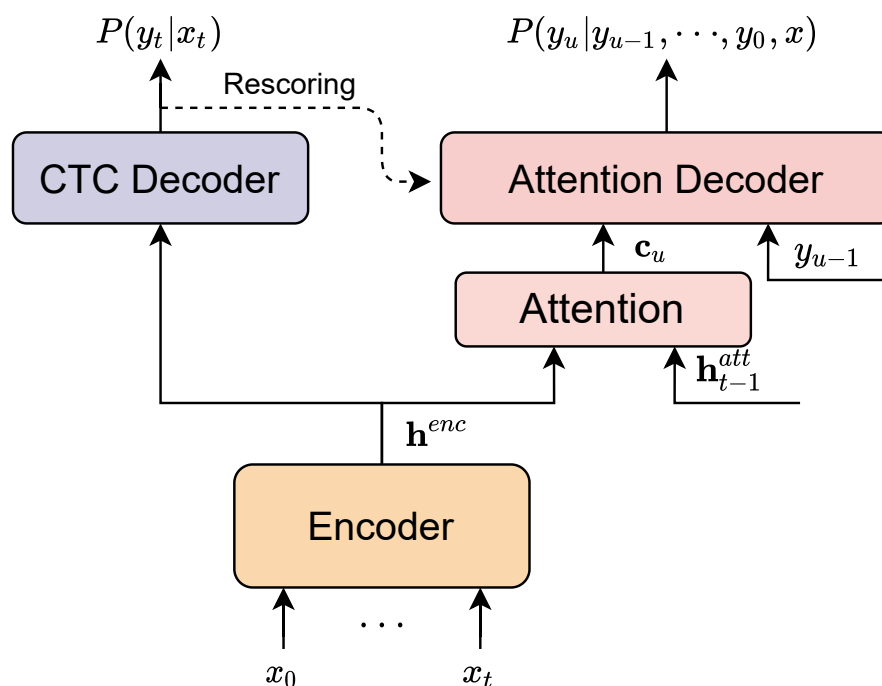 P(y_t|x_t)
P(y_u|y_{u-1}, ···, y_0, x)
Rescoring
CTC Decoder
Attention Decoder
c_u
y_{u-1}
Attention
h^{att}_{t-1}
h^{enc}
Encoder
x_0 ··· x_t